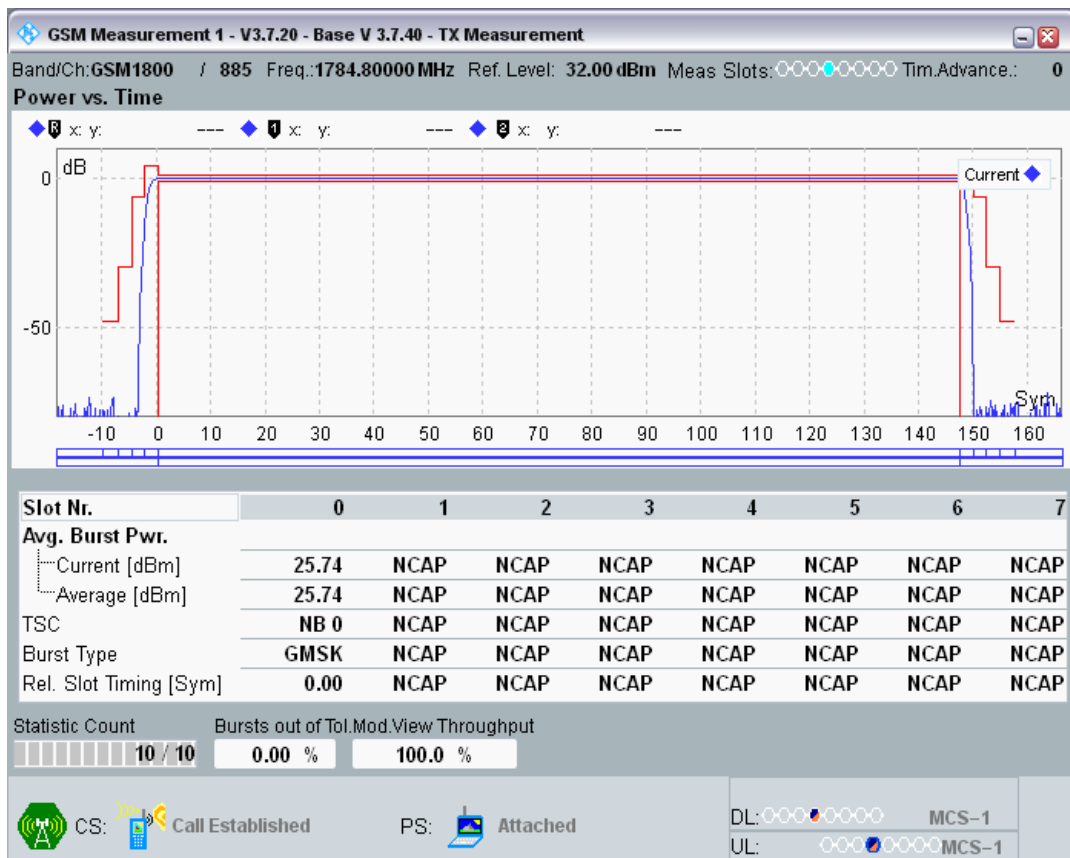 GSM Measurement 1 - V3.7.20 - Base V 3.7.40 - TX Measurement
Band/Ch:GSM1800 / 885 Freq.:1784.80000 MHz Ref. Level: 32.00 dBm Meas Slots: Tim.Advance.: 0
Power vs. Time
R x: y: --- 1 x: y: --- 2 x: y: ---
dB
Current
0
-50
Sym
-10 0 10 20 30 40 50 60 70 80 90 100 110 120 130 140 150 160
Slot Nr. 0 1 2 3 4 5 6 7
Avg. Burst Pwr.
Current [dBm] 25.74 NCAP NCAP NCAP NCAP NCAP NCAP NCAP
Average [dBm] 25.74 NCAP NCAP NCAP NCAP NCAP NCAP NCAP
TSC NB 0 NCAP NCAP NCAP NCAP NCAP NCAP NCAP
Burst Type GMSK NCAP NCAP NCAP NCAP NCAP NCAP NCAP
Rel. Slot Timing [Sym] 0.00 NCAP NCAP NCAP NCAP NCAP NCAP NCAP
Statistic Count Bursts out of Tol.Mod.View Throughput
10 / 10 0.00 % 100.0 %
CS: Call Established PS: Attached
DL: MCS-1
UL: MCS-1